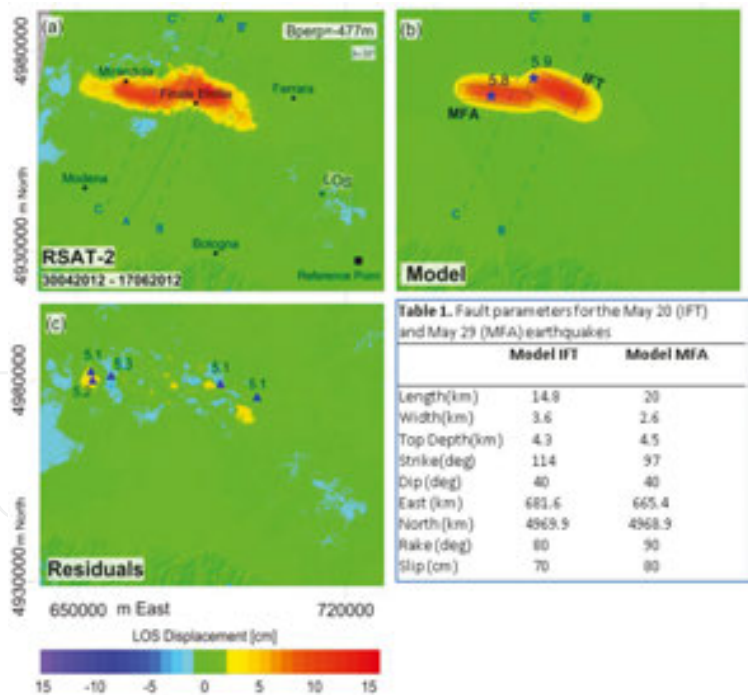 (a)
C'
A'
B'
Bperp=-477m
4980000
Mirandola
Finale Emilia
Ferrara
Modena
LOS
C
A
B
Bologna
4930000 m North
RSAT-2
30042012 - 17062012
Reference Point
(b)
C'
B'
5.9
5.8
IFT
MFA
C
B
Model
(c)
5.1
5.3
5.1
5.2
5.1
4980000
4930000 m North
Residuals
650000 m East 720000
LOS Displacement [cm]
15 -10 -5 0 5 10 15
Table 1. Fault parameters for the May 20 (IFT)
and May 29 (MFA) earthquakes
Model IFT Model MFA
Length(km) 14.8 20
Width(km) 3.6 2.6
Top Depth(km) 4.3 4.5
Strike(deg) 114 97
Dip (deg) 40 40
East (km) 681.6 665.4
North (km) 4969.9 4968.9
Rake (deg) 80 90
Slip (cm) 70 80